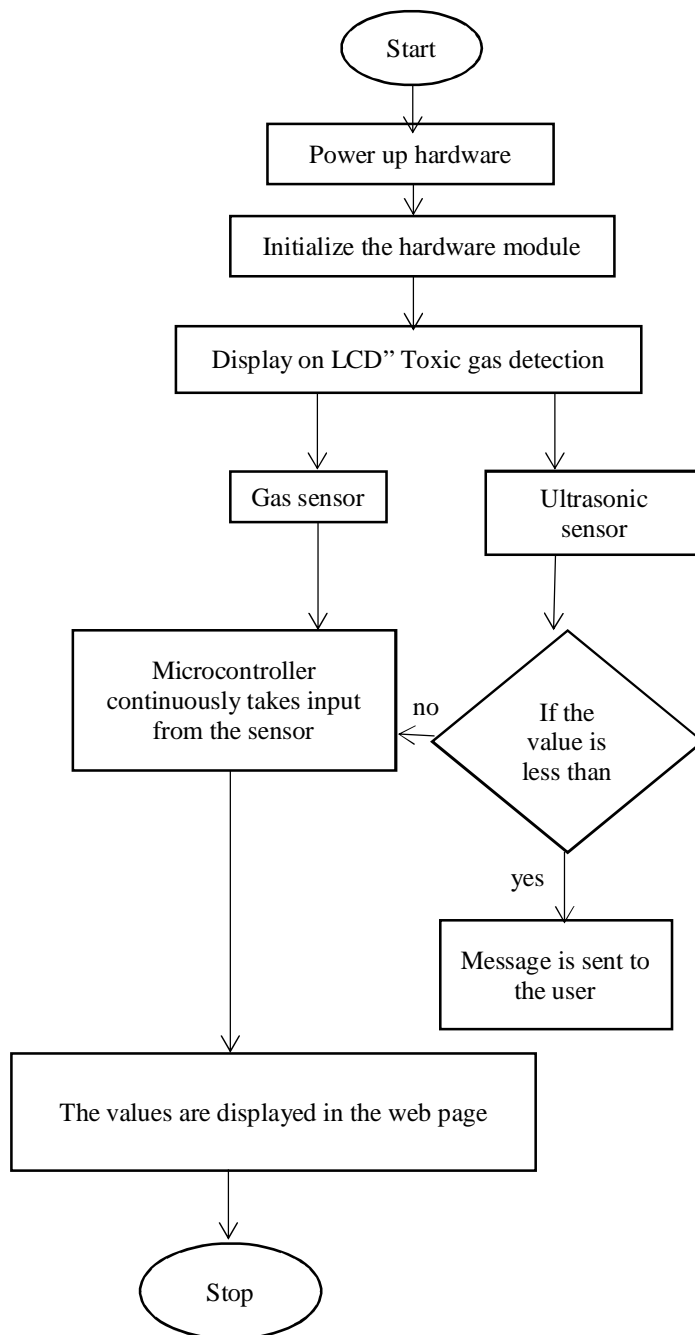 Start
Power up hardware
Initialize the hardware module
Display on LCD” Toxic gas detection
Gas sensor
Ultrasonic
sensor
Microcontroller
continuously takes input
from the sensor
no
If the
value is
less than
yes
Message is sent to
the user
The values are displayed in the web page
Stop